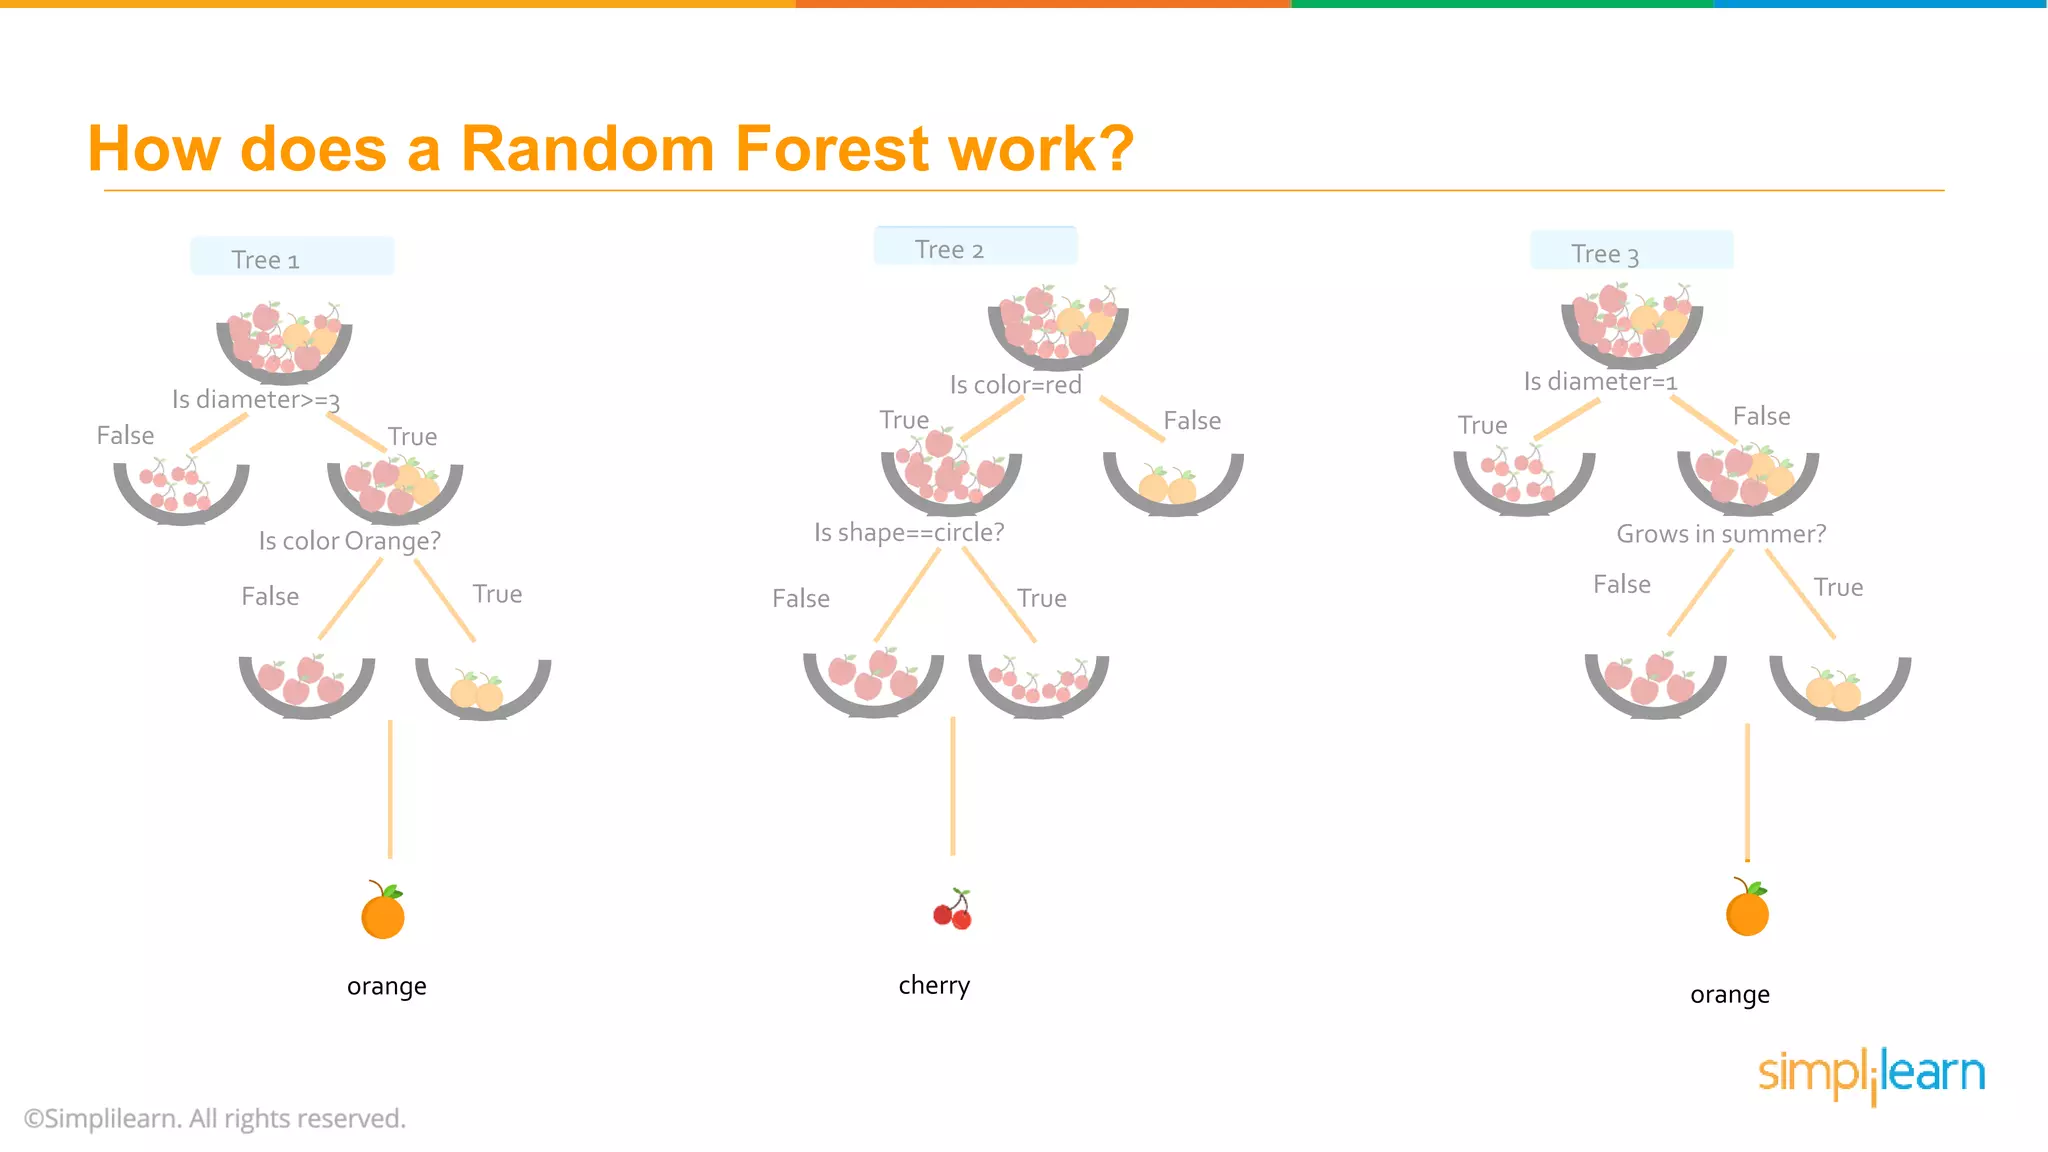 How does a Random Forest work?
Tree 1
Is diameter>=3
False
True
Is color Orange?
False
True
orange
Tree 2
Is color=red
True
False
Is shape==circle?
False
True
cherry
Tree 3
Is diameter=1
True
False
Grows in summer?
False
True
orange
simplilearn
©Simplilearn. All rights reserved.